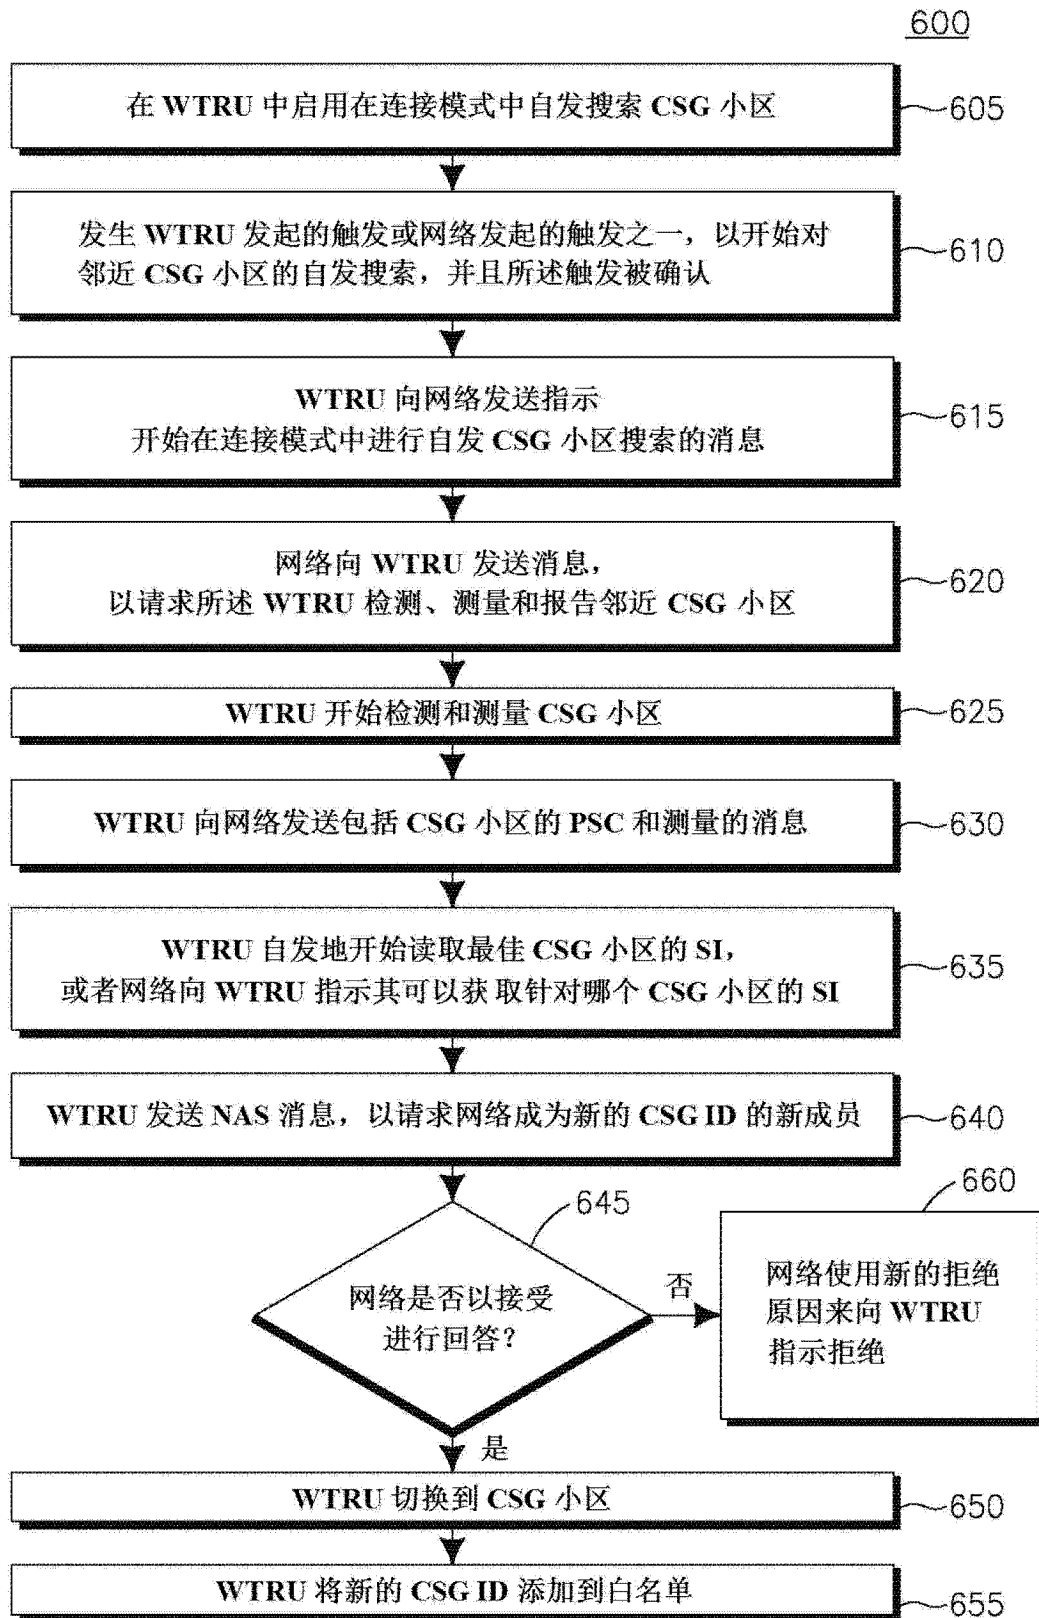 600
在 WTRU 中启用在连接模式中自发搜索 CSG 小区
605
发生 WTRU 发起的触发或网络发起的触发之一，以开始对
邻近 CSG 小区的自发搜索，并且所述触发被确认
610
WTRU 向网络发送指示
开始在连接模式中进行自发 CSG 小区搜索的消息
615
网络向 WTRU 发送消息，
以请求所述 WTRU 检测、测量和报告邻近 CSG 小区
620
WTRU 开始检测和测量 CSG 小区
625
WTRU 向网络发送包括 CSG 小区的 PSC 和测量的消息
630
WTRU 自发地开始读取最佳 CSG 小区的 SI，
或者网络向 WTRU 指示其可以获取针对哪个 CSG 小区的 SI
635
WTRU 发送 NAS 消息，以请求网络成为新的 CSG ID 的新成员
640
645
网络是否以接受
进行回答？
否
660
网络使用新的拒绝
原因来向 WTRU
指示拒绝
是
WTRU 切换到 CSG 小区
650
WTRU 将新的 CSG ID 添加到白名单
655